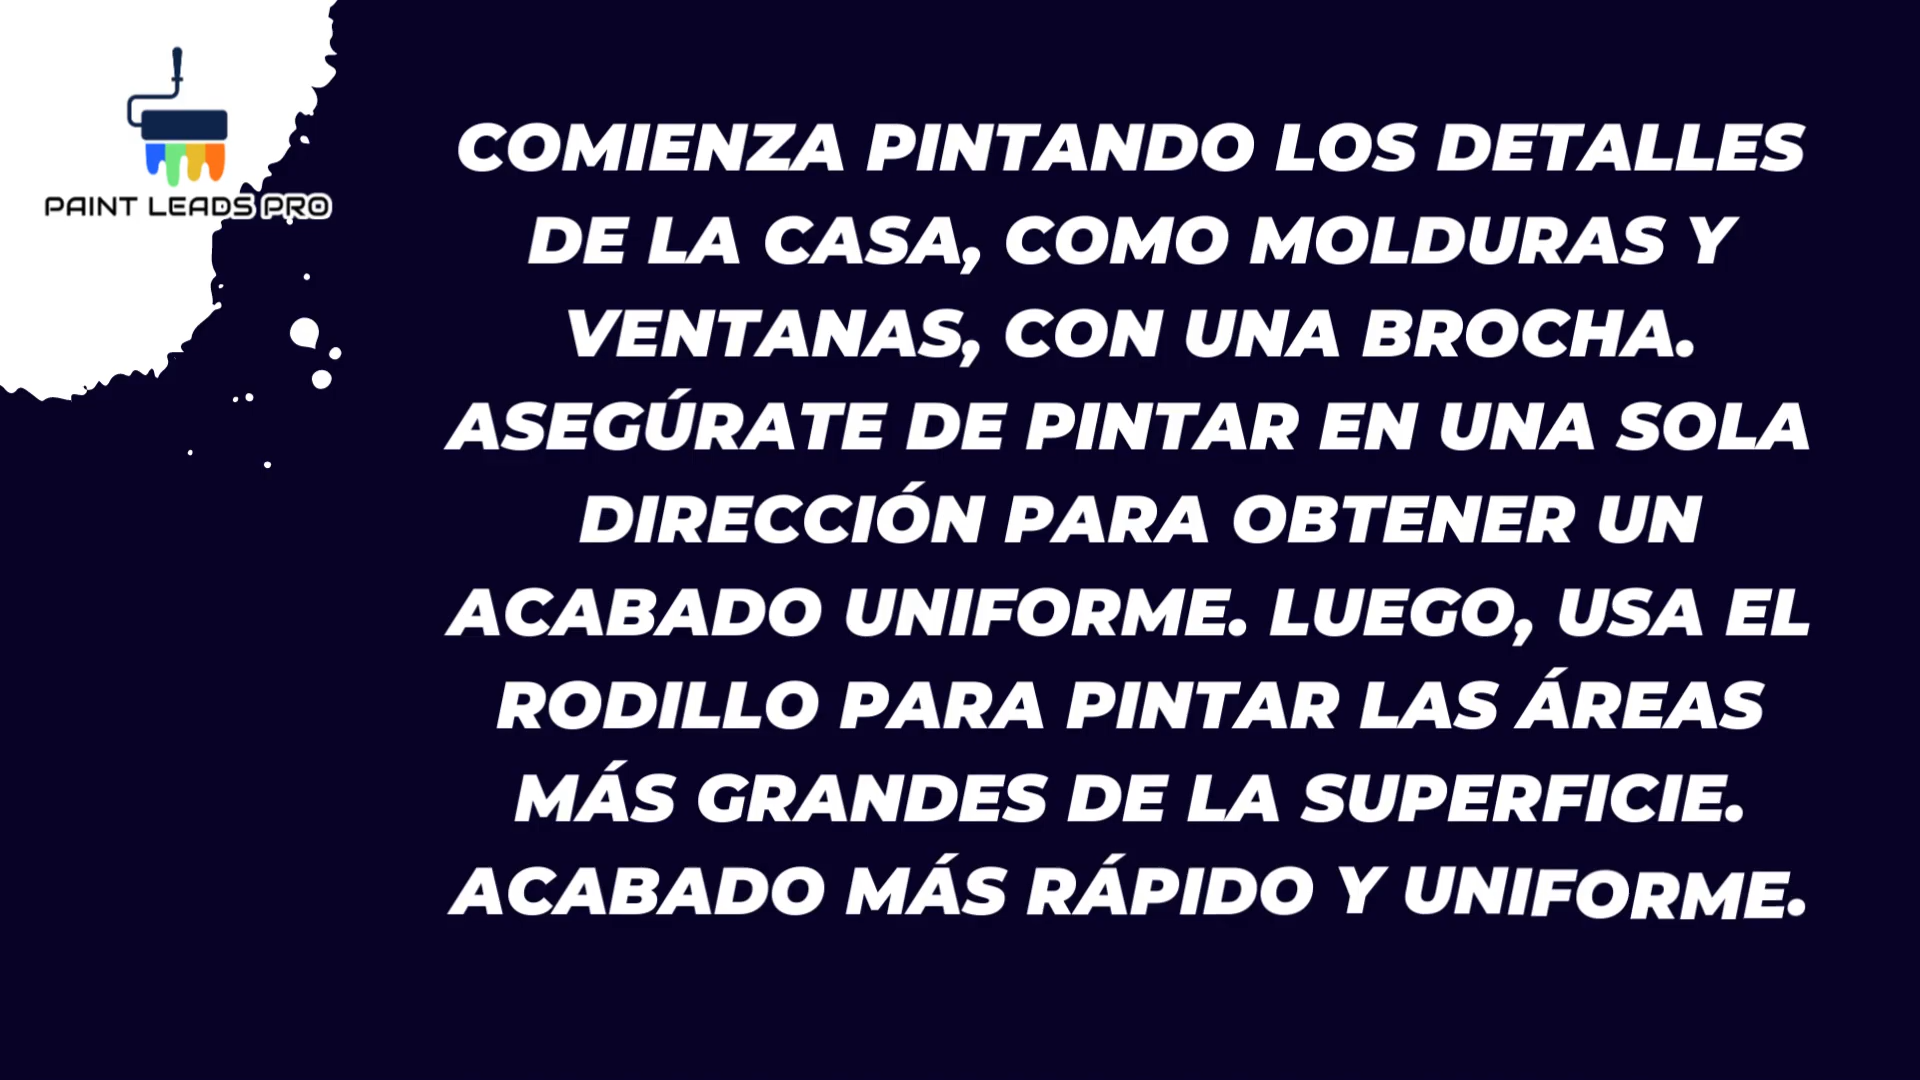 PAINT LEADS PRO
COMIENZA PINTANDO LOS DETALLES
DE LA CASA, COMO MOLDURAS Y
VENTANAS, CON UNA BROCHA.
ASEGÚRATE DE PINTAR EN UNA SOLA
DIRECCIÓN PARA OBTENER UN
ACABADO UNIFORME. LUEGO, USA EL
RODILLO PARA PINTAR LAS ÁREAS
MÁS GRANDES DE LA SUPERFICIE.
ACABADO MÁS RÁPIDO Y UNIFORME.